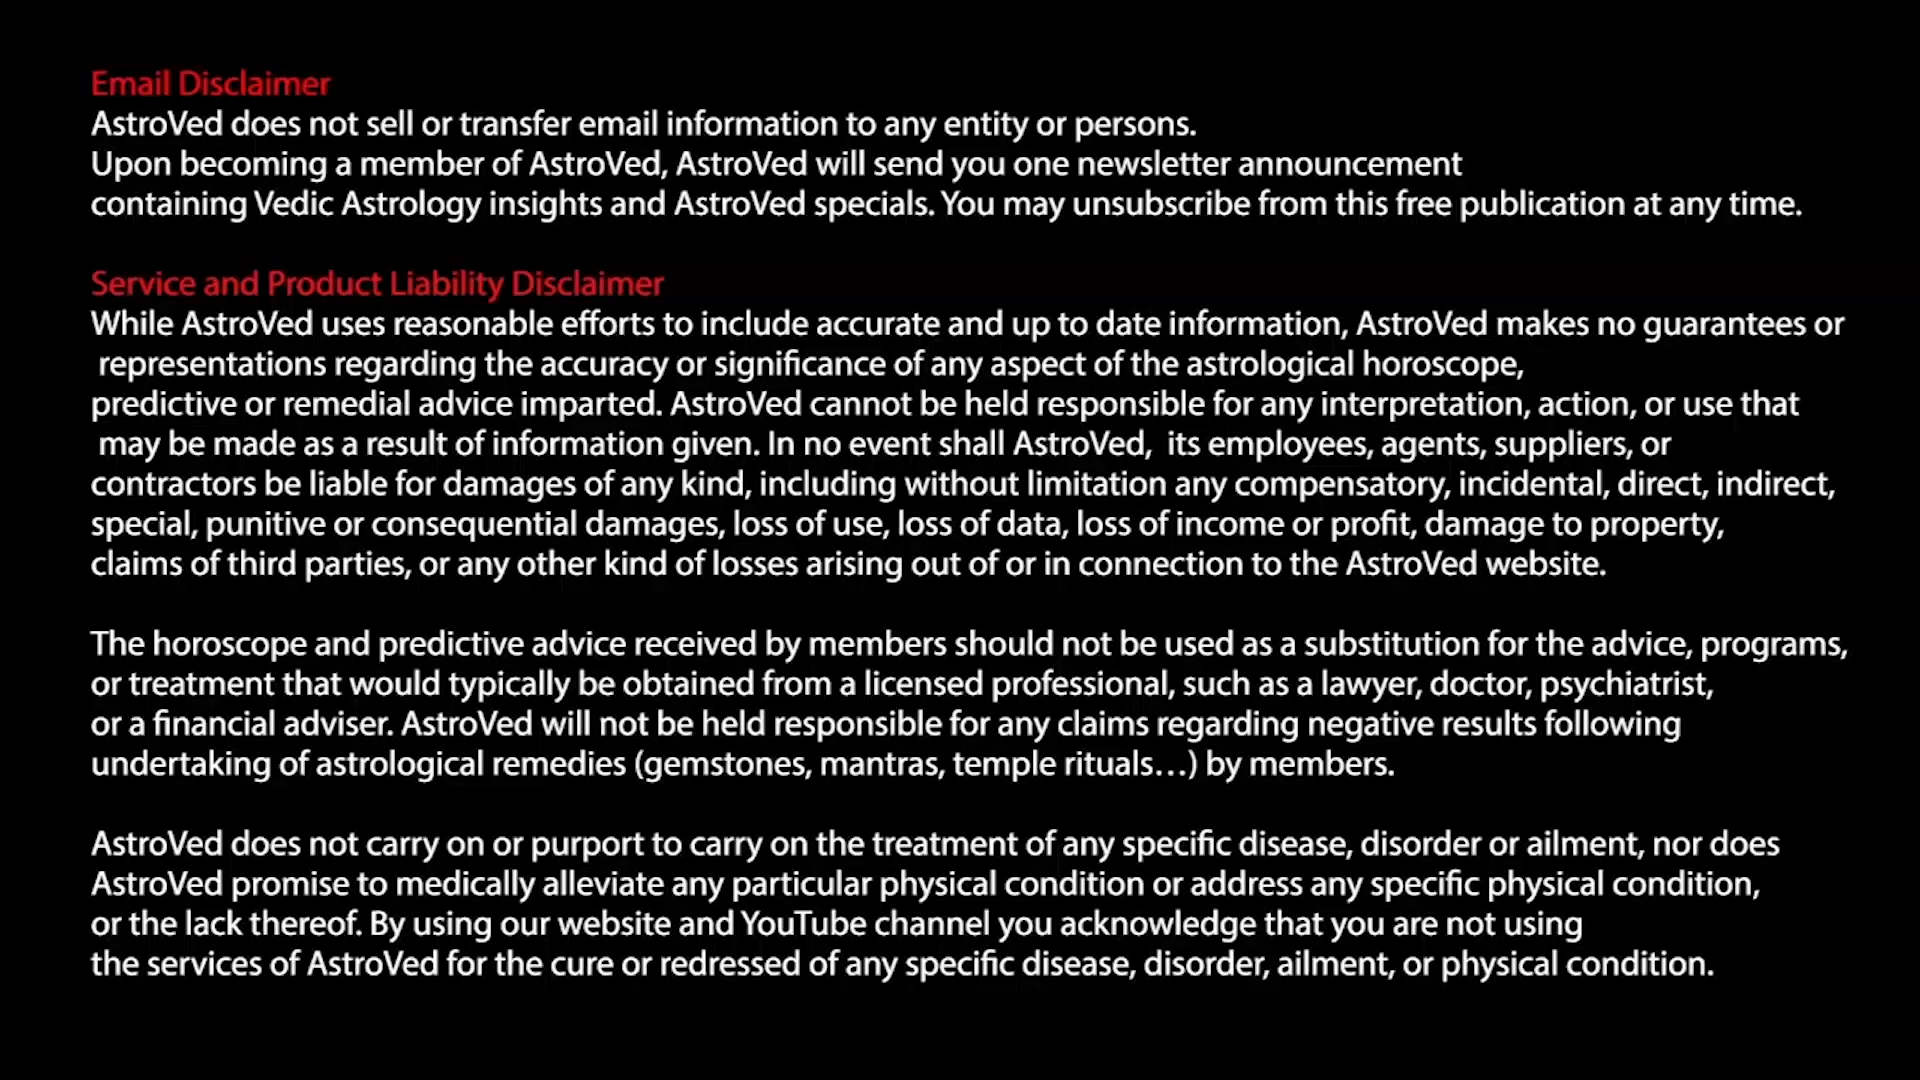 Email Disclaimer
AstroVed does not sell or transfer email information to any entity or persons.
Upon becoming a member of AstroVed, AstroVed will send you one newsletter announcement
containing Vedic Astrology insights and AstroVed specials. You may unsubscribe from this free publication at any time.
Service and Product Liability Disclaimer
While AstroVed uses reasonable efforts to include accurate and up to date information, AstroVed makes no guarantees or
representations regarding the accuracy or significance of any aspect of the astrological horoscope,
predictive or remedial advice imparted. AstroVed cannot be held responsible for any interpretation, action, or use that
may be made as a result of information given. In no event shall AstroVed, its employees, agents, suppliers, or
contractors be liable for damages of any kind, including without limitation any compensatory, incidental, direct, indirect,
special, punitive or consequential damages, loss of use, loss of data, loss of income or profit, damage to property,
claims of third parties, or any other kind of losses arising out of or in connection to the AstroVed website.
The horoscope and predictive advice received by members should not be used as a substitution for the advice, programs,
or treatment that would typically be obtained from a licensed professional, such as a lawyer, doctor, psychiatrist,
or a financial adviser. AstroVed will not be held responsible for any claims regarding negative results following
undertaking of astrological remedies (gemstones, mantras, temple rituals…) by members.
AstroVed does not carry on or purport to carry on the treatment of any specific disease, disorder or ailment, nor does
AstroVed promise to medically alleviate any particular physical condition or address any specific physical condition,
or the lack thereof. By using our website and YouTube channel you acknowledge that you are not using
the services of AstroVed for the cure or redressed of any specific disease, disorder, ailment, or physical condition.